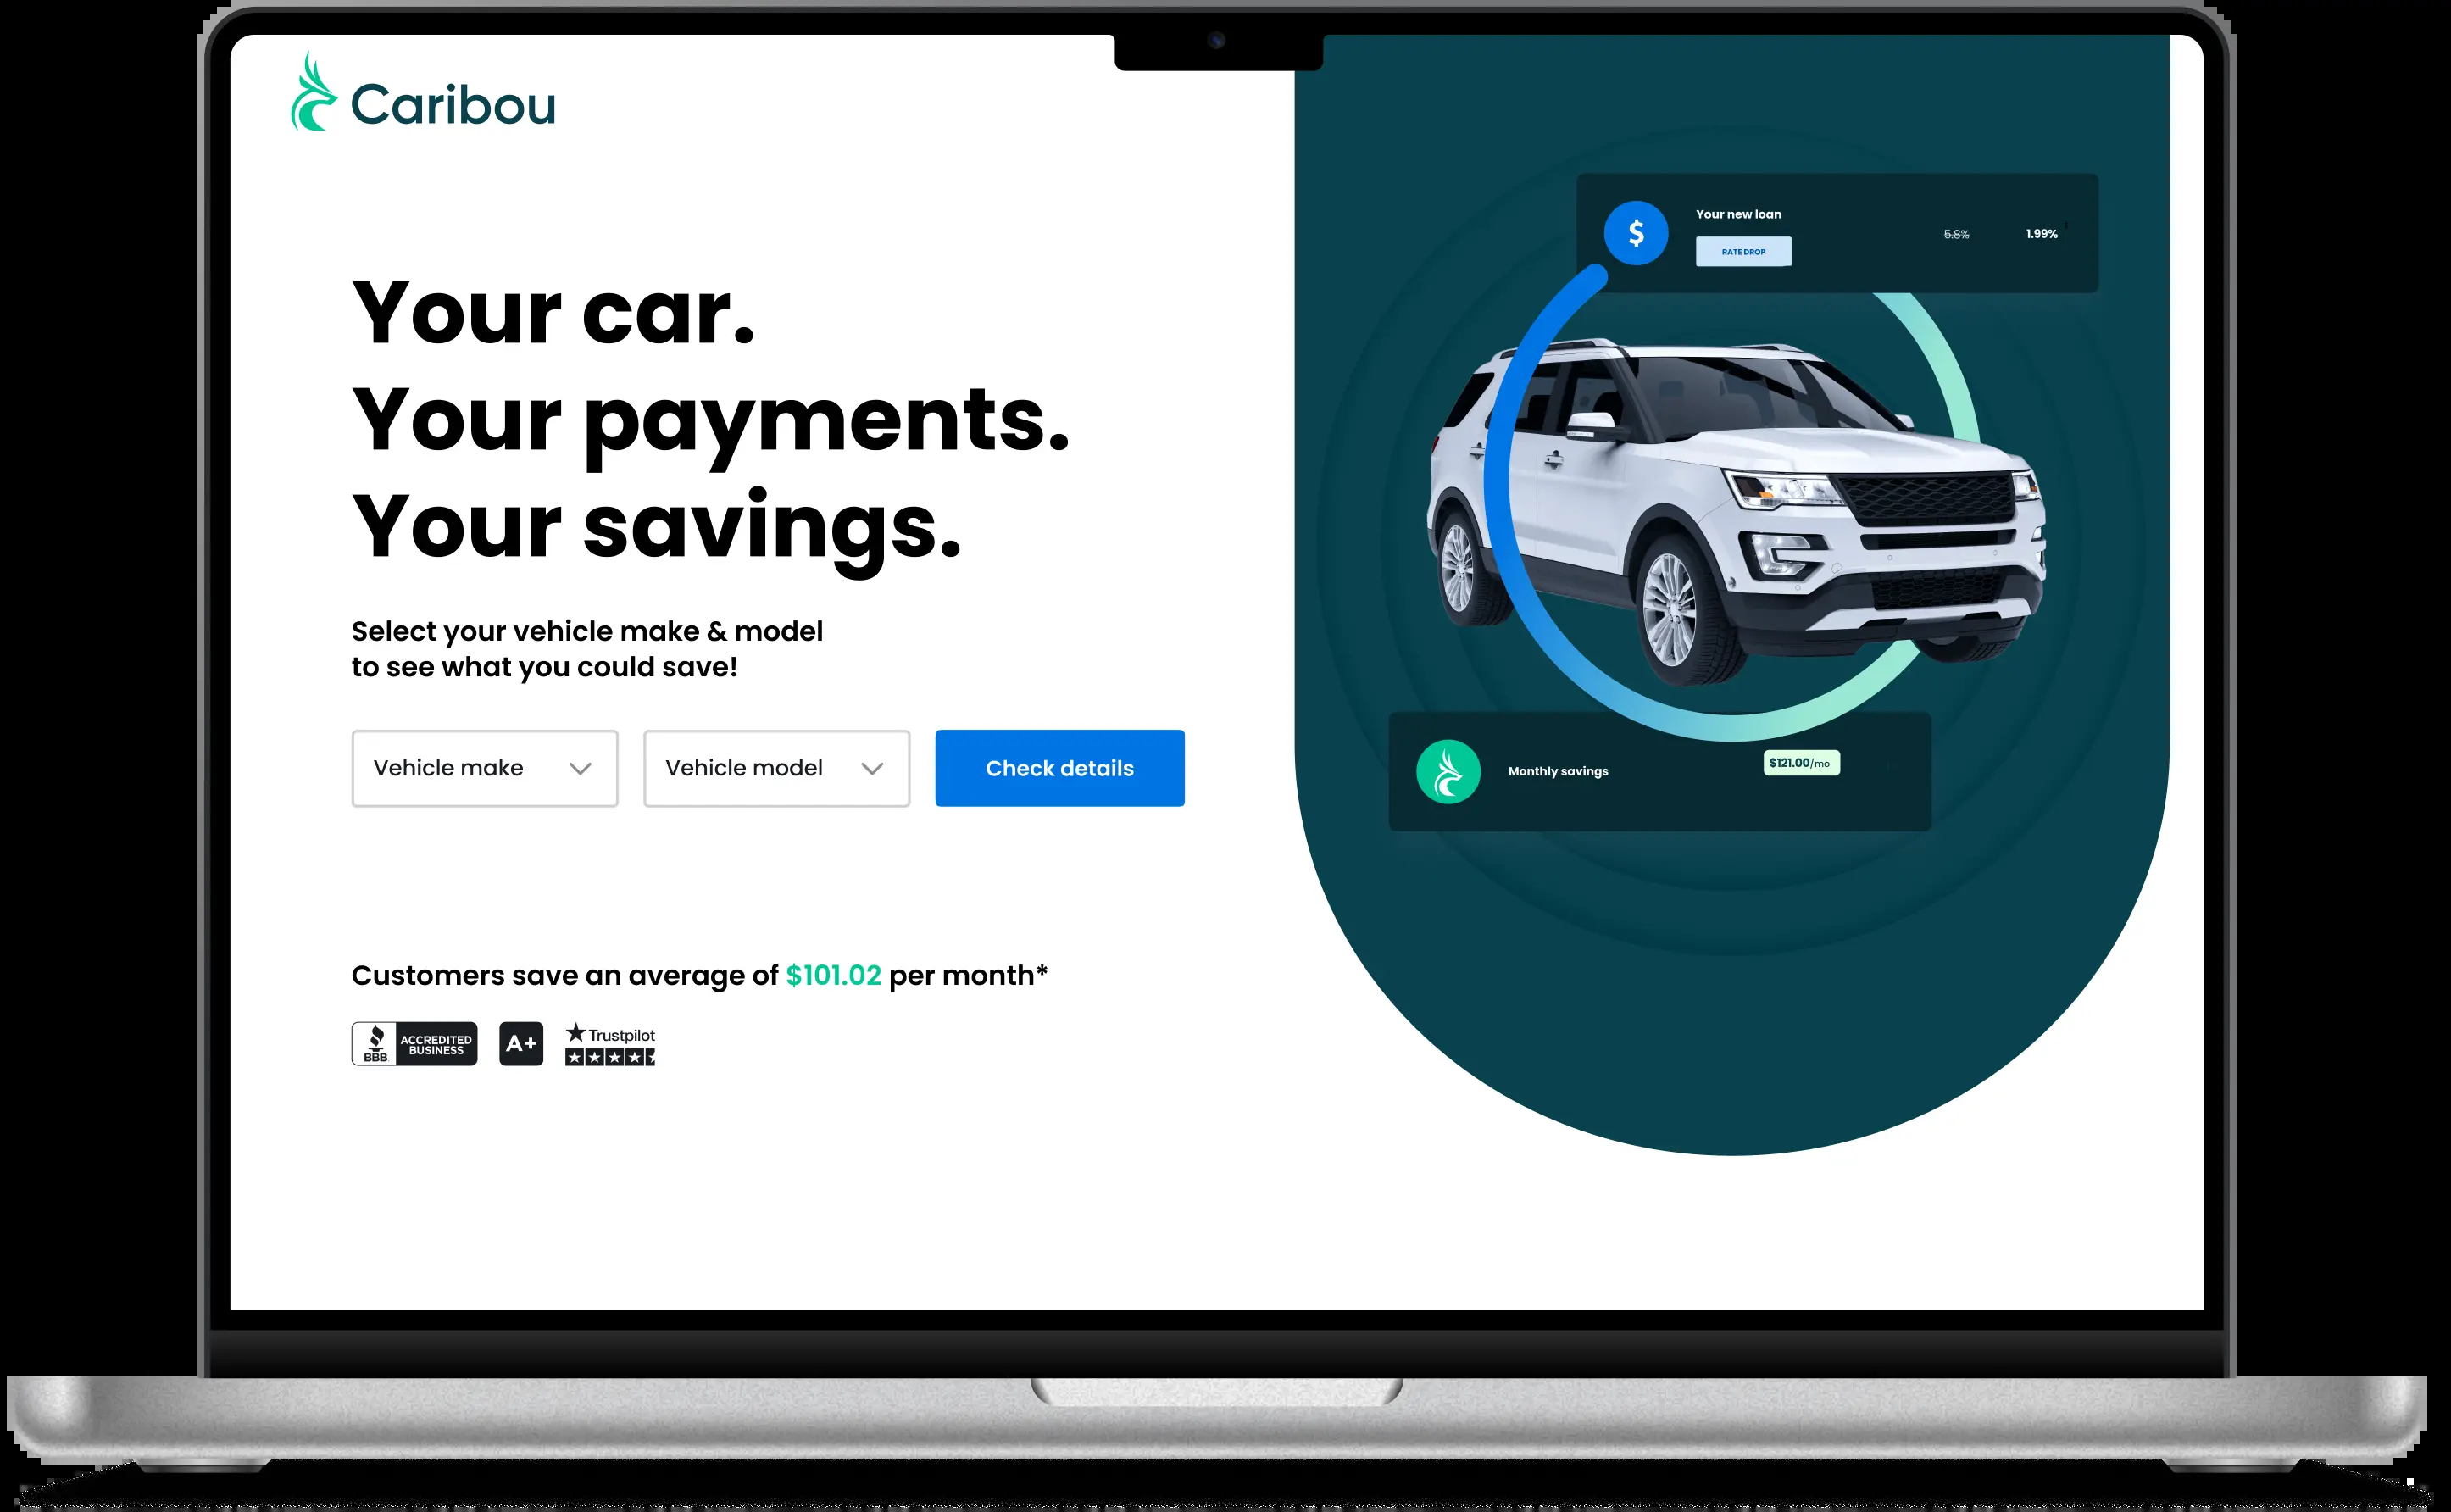 Caribou
Your car.
Your payments.
Your savings.
Select your vehicle make & model
to see what you could save!
Vehicle make
Vehicle model
Check details
Customers save an average of $101.02 per month*
BBB.
ACCREDITED
BUSINESS
A+
Trustpilot
$
Your new loan
RATE DROP
5.8%
1.99%
Monthly savings
$121.00/mo